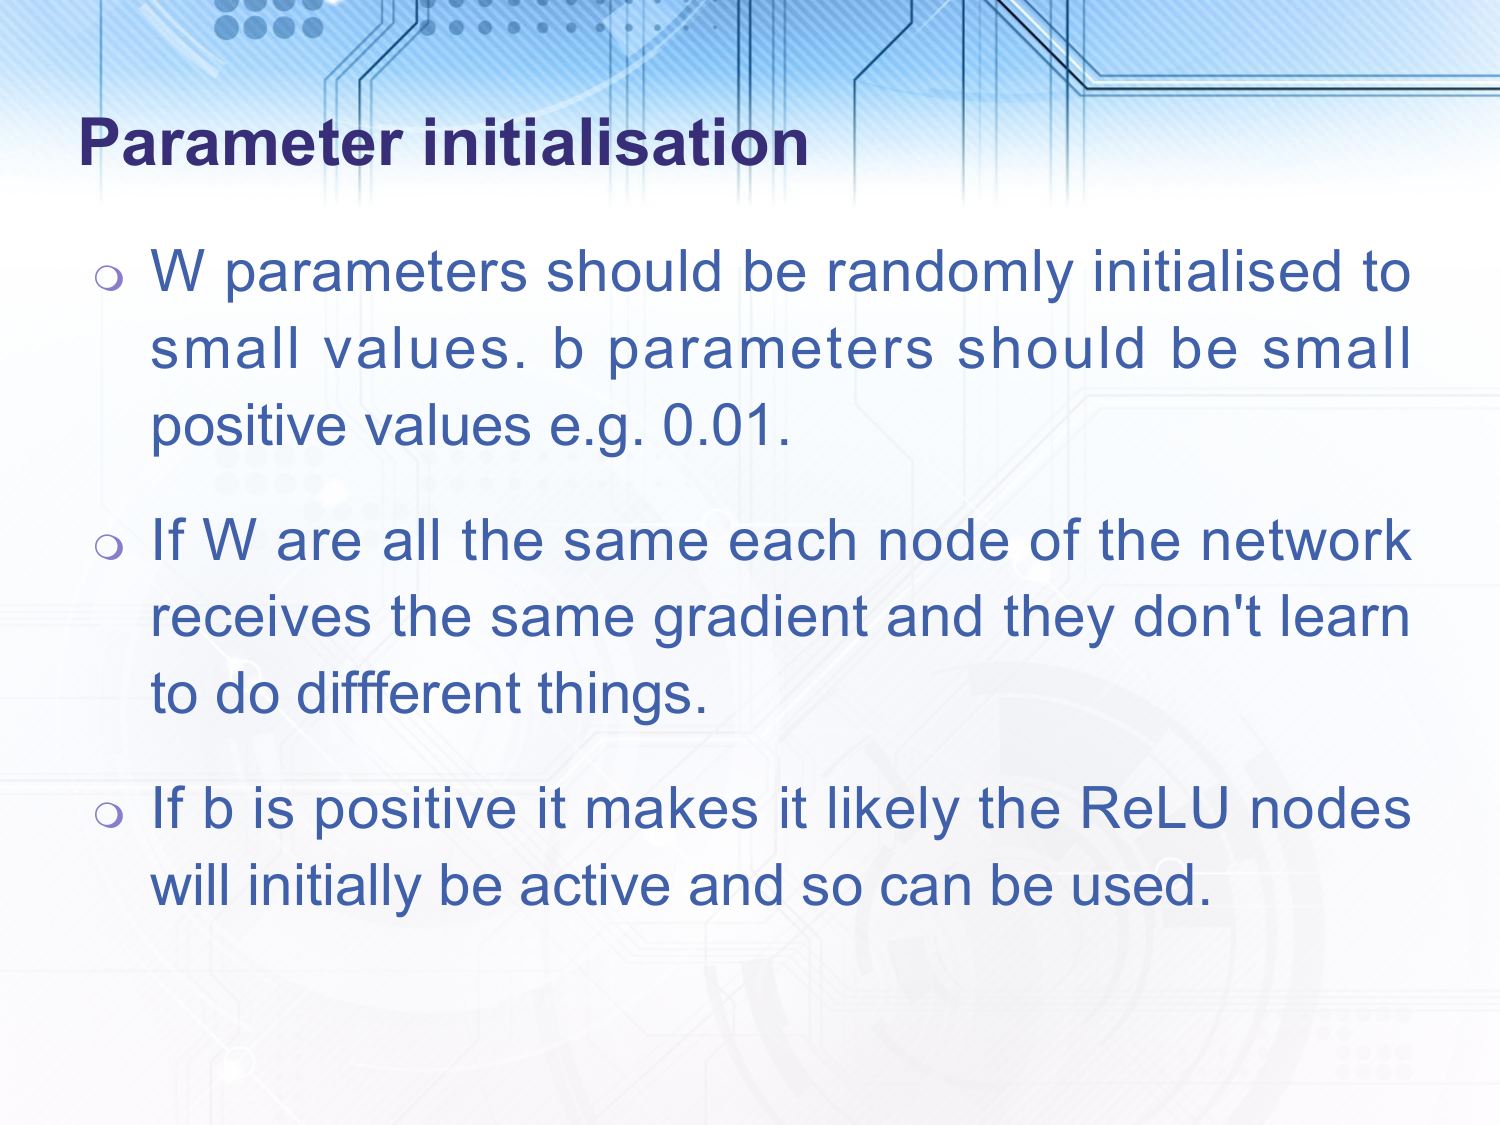 Parameter initialisation
W parameters should be randomly initialised to
small values. b parameters should be small
positive values e.g. 0.01.
If W are all the same each node of the network
receives the same gradient and they don't learn
to do diffferent things.
If b is positive it makes it likely the ReLU nodes
will initially be active and so can be used.